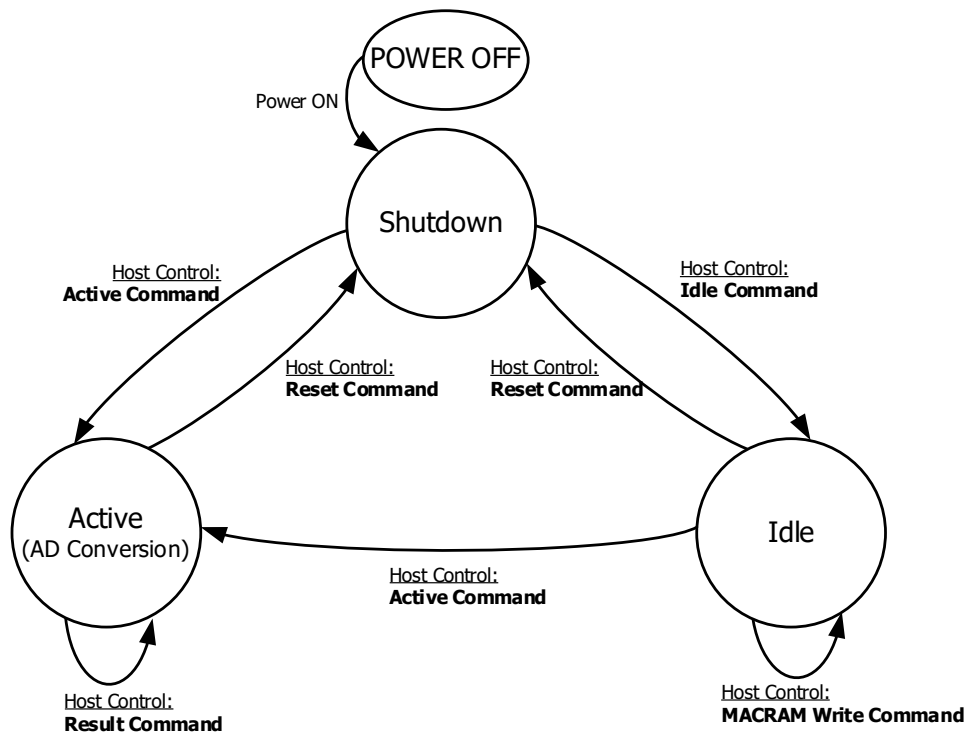 POWER OFF
Power ON
Shutdown
Host Control:
Active Command
Host Control:
Idle Command
Host Control:
Reset Command
Host Control:
Reset Command
Active
(AD Conversion)
Idle
Host Control:
Active Command
Host Control:
Result Command
Host Control:
MACRAM Write Command